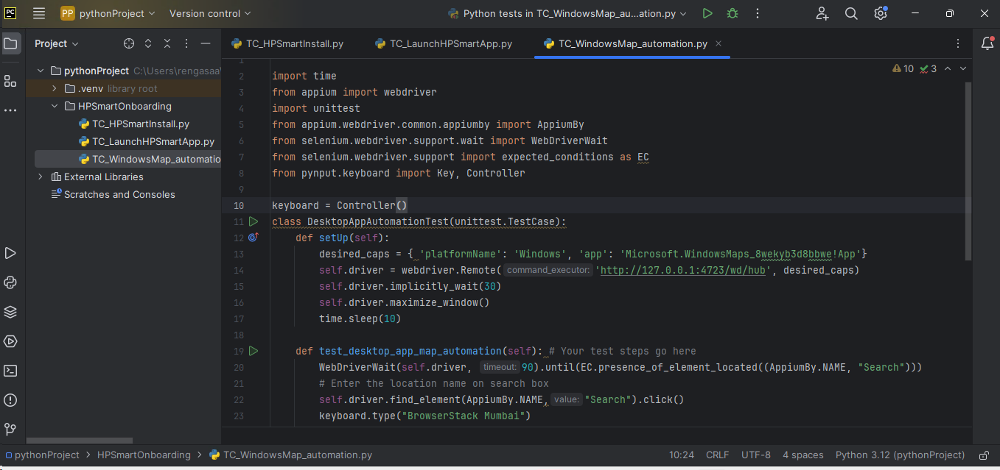 PC PP pythonProject Version control Python tests in TC_WindowsMap_au...ation.py
Project
TC_HPSmartInstall.py TC_LaunchHPSmartApp.py TC_WindowsMap_automation.py
pythonProject C:\Users\rengasaa
.venv library root
HPSmartOnboarding
TC_HPSmartInstall.py
TC_LaunchHPSmartApp.py
TC_WindowsMap_automatio
External Libraries
Scratches and Consoles
10 3
1
2 import time
3 from appium import webdriver
4 import unittest
5 from appium.webdriver.common.appiumby import AppiumBy
6 from selenium.webdriver.support.wait import WebDriverWait
7 from selenium.webdriver.support import expected_conditions as EC
8 from pynput.keyboard import Key, Controller
9
10 keyboard = Controller()
11 class DesktopAppAutomationTest(unittest.TestCase):
12 def setUp(self):
13 desired_caps = { 'platformName': 'Windows', 'app': 'Microsoft.WindowsMaps_8wekyb3d8bbwe!App'}
14 self.driver = webdriver.Remote( command_executor: 'http://127.0.0.1:4723/wd/hub', desired_caps)
15 self.driver.implicitly_wait(30)
16 self.driver.maximize_window()
17 time.sleep(10)
18
19 def test_desktop_app_map_automation(self): # Your test steps go here
20 WebDriverWait(self.driver, timeout: 90).until(EC.presence_of_element_located((AppiumBy.NAME, "Search")))
21 # Enter the location name on search box
22 self.driver.find_element(AppiumBy.NAME, value: "Search").click()
23 keyboard.type("BrowserStack Mumbai")
pythonProject > HPSmartOnboarding > TC_WindowsMap_automation.py 10:24 CRLF UTF-8 4 spaces Python 3.12 (pythonProject)